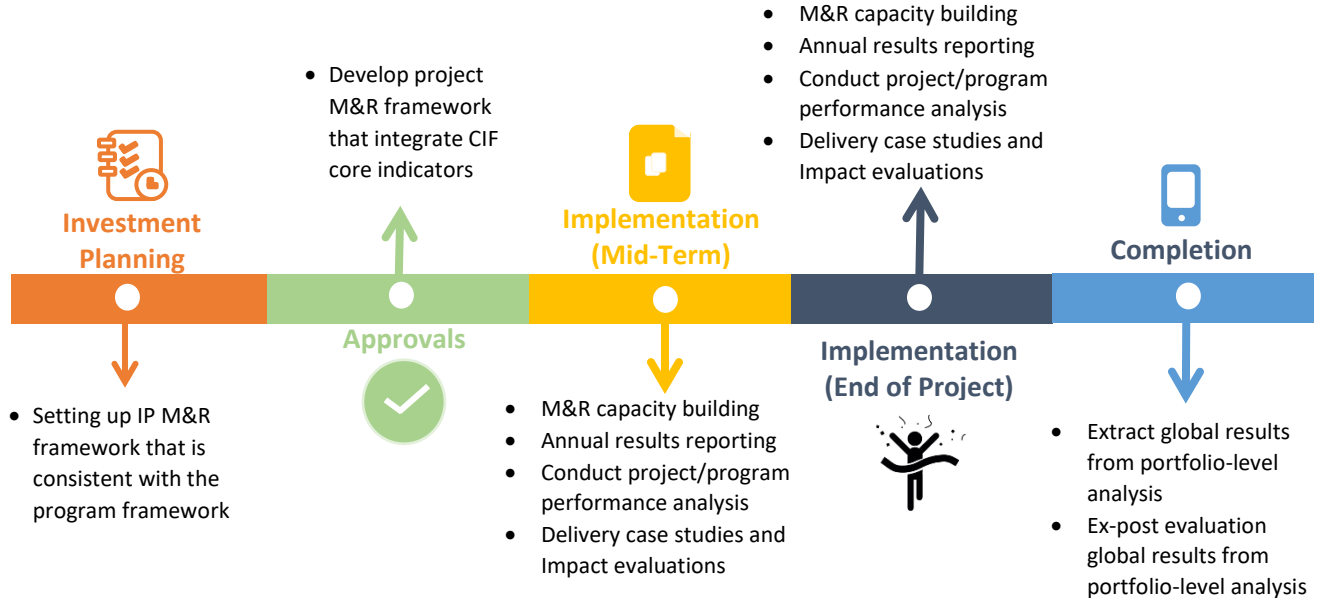 Investment
Planning
• Setting up IP M&R
framework that is
consistent with the
program framework
• Develop project
M&R framework
that integrate CIF
core indicators
Approvals
Implementation
(Mid-Term)
• M&R capacity building
• Annual results reporting
• Conduct project/program
performance analysis
• Delivery case studies and
Impact evaluations
• M&R capacity building
• Annual results reporting
• Conduct project/program
performance analysis
• Delivery case studies and
Impact evaluations
Implementation
(End of Project)
Completion
• Extract global results
from portfolio-level
analysis
• Ex-post evaluation
global results from
portfolio-level analysis